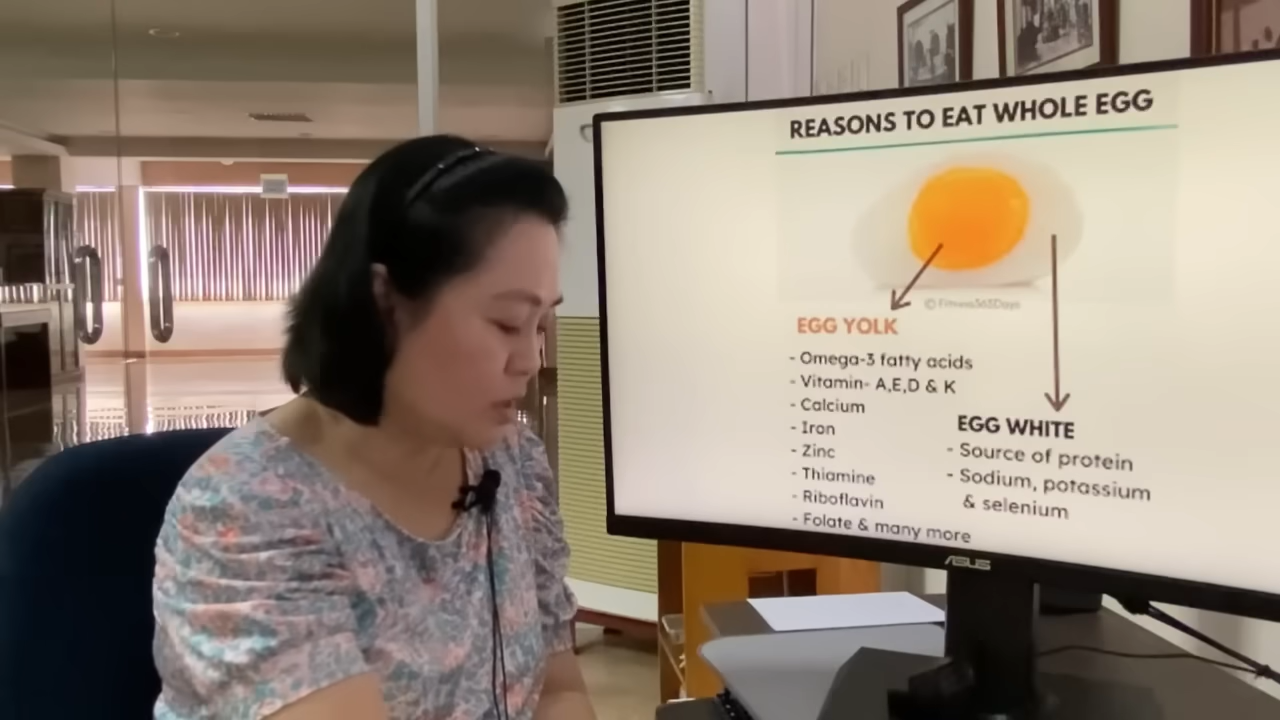 REASONS TO EAT WHOLE EGG
© Fitness365Days
EGG YOLK
- Omega-3 fatty acids
- Vitamin- A,E,D & K
- Calcium
- Iron
- Zinc
- Thiamine
- Riboflavin
- Folate & many more
EGG WHITE
- Source of protein
- Sodium, potassium
& selenium
ASUS